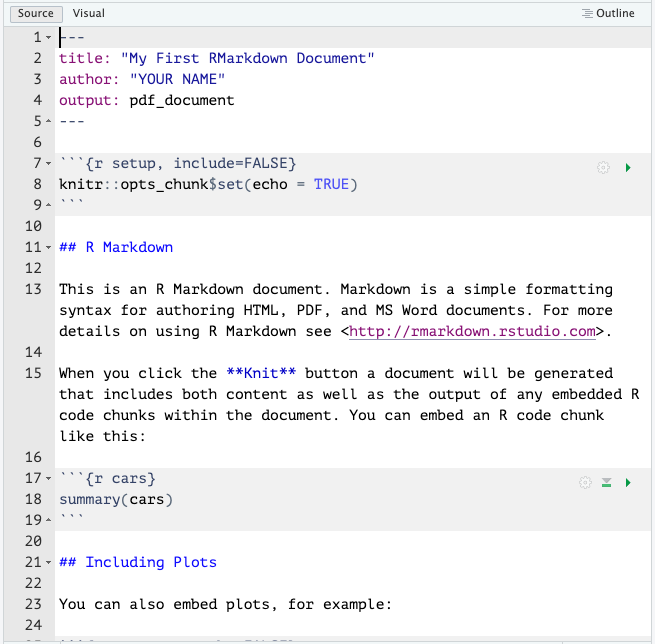 Source Visual Outline
1 ---
2 title: "My First RMarkdown Document"
3 author: "YOUR NAME"
4 output: pdf_document
5 ---
6
7 ```{r setup, include=FALSE}
8 knitr::opts_chunk$set(echo = TRUE)
9 ```
10
11 ## R Markdown
12
13 This is an R Markdown document. Markdown is a simple formatting
syntax for authoring HTML, PDF, and MS Word documents. For more
details on using R Markdown see <http://rmarkdown.rstudio.com>.
14
15 When you click the **Knit** button a document will be generated
that includes both content as well as the output of any embedded R
code chunks within the document. You can embed an R code chunk
like this:
16
17 ```{r cars}
18 summary(cars)
19 ```
20
21 ## Including Plots
22
23 You can also embed plots, for example:
24